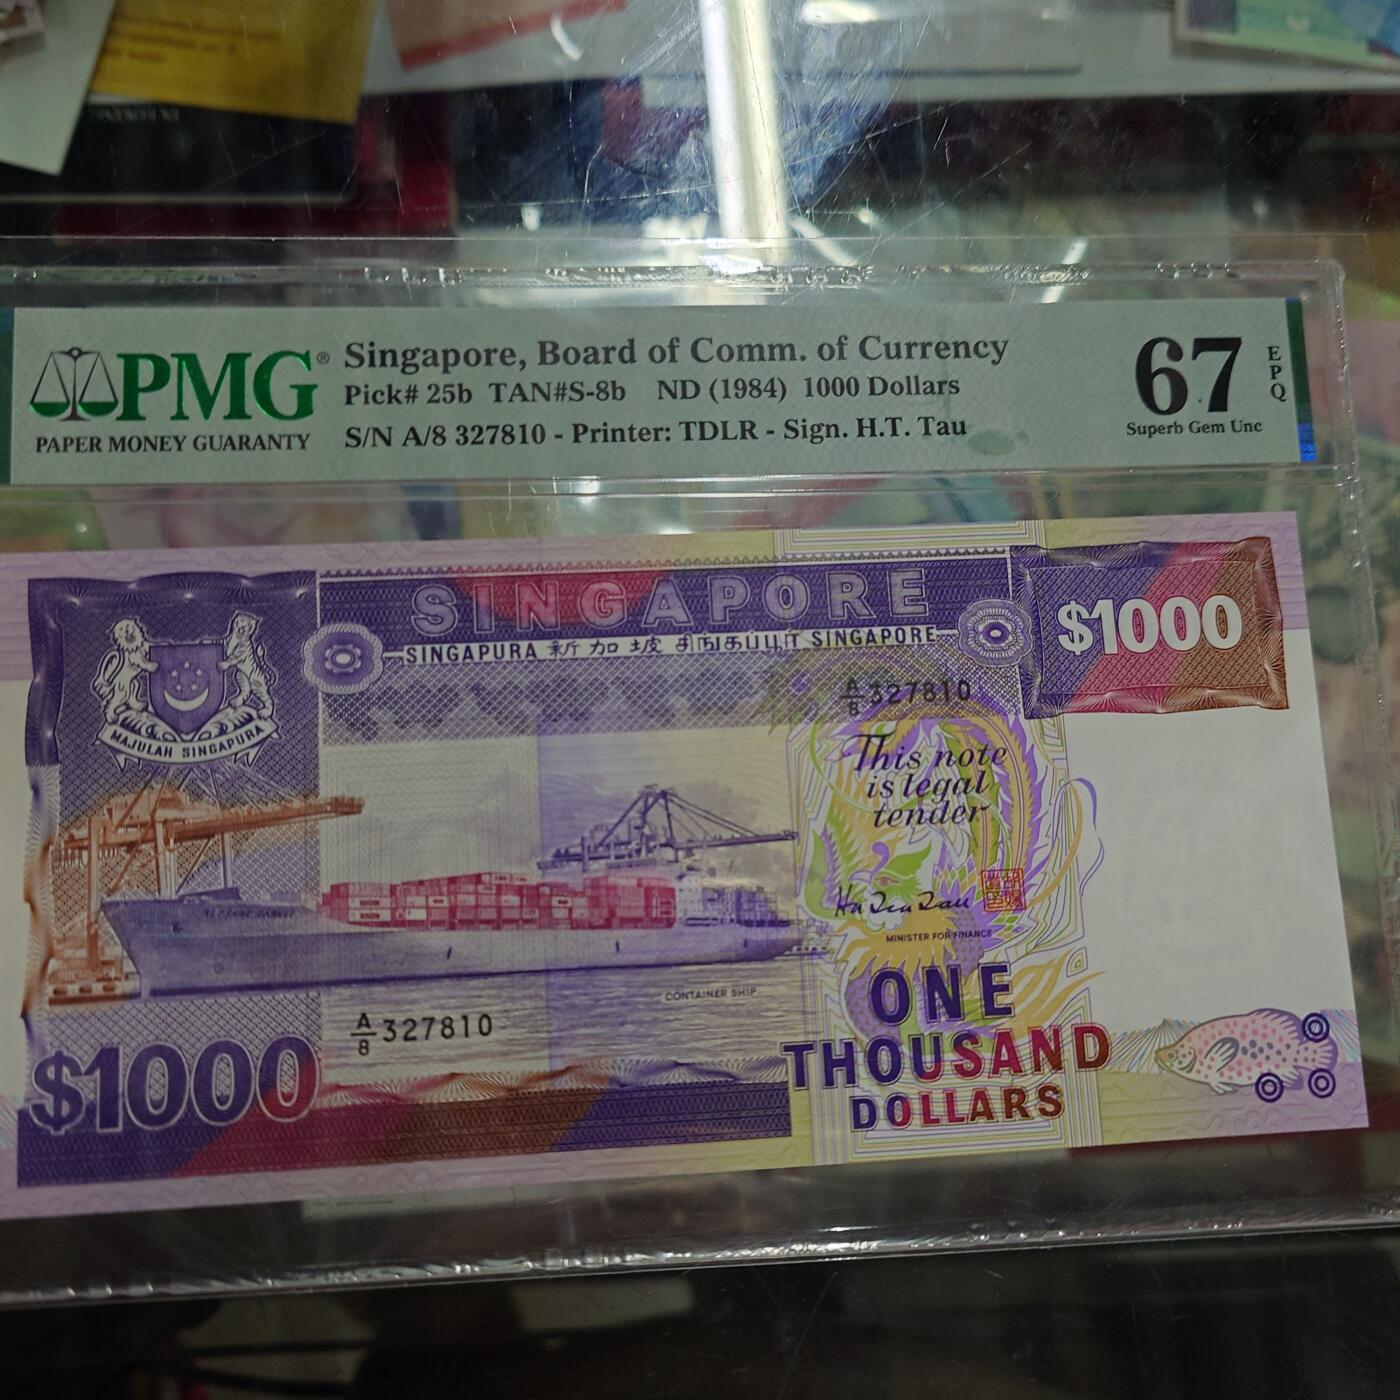 PMG®
PAPER MONEY GUARANTY
Singapore, Board of Comm. of Currency
Pick# 25b TAN#S-8b ND (1984) 1000 Dollars
S/N A/8 327810 - Printer: TDLR - Sign. H.T. Tau
67
EPQ
Superb Gem Unc
SINGAPORE
SINGAPURA 新加坡 சிங்கப்பூர் SINGAPORE
$1000
MAJULAH SINGAPURA
A/8 327810
This note
is legal
tender
Hu Tsu Tau
MINISTER FOR FINANCE
CONTAINER SHIP
A/8 327810
ONE
THOUSAND
DOLLARS
$1000